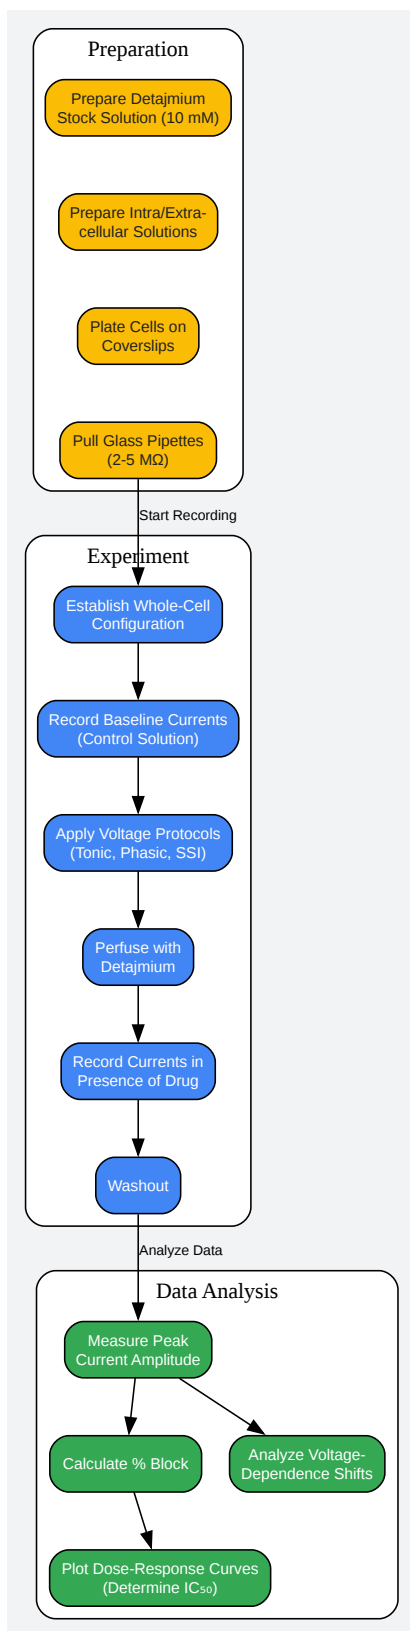 Preparation
Prepare Detajmium
Stock Solution (10 mM)
Prepare Intra/Extra-
cellular Solutions
Plate Cells on
Coverslips
Pull Glass Pipettes
(2-5 MΩ)
Start Recording
Experiment
Establish Whole-Cell
Configuration
Record Baseline Currents
(Control Solution)
Apply Voltage Protocols
(Tonic, Phasic, SSI)
Perfuse with
Detajmium
Record Currents in
Presence of Drug
Washout
Analyze Data
Data Analysis
Measure Peak
Current Amplitude
Calculate % Block
Analyze Voltage-
Dependence Shifts
Plot Dose-Response Curves
(Determine IC₅₀)